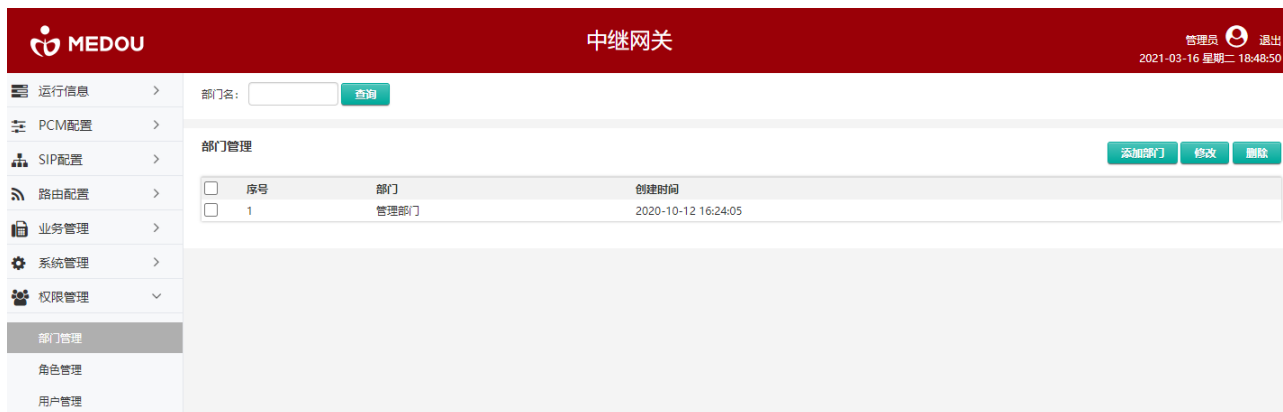 MEDOU
中继网关
管理员 退出
2021-03-16 星期二 18:48:50
运行信息
PCM配置
SIP配置
路由配置
业务管理
系统管理
权限管理
部门管理
角色管理
用户管理
部门名： 查询
部门管理
添加部门 修改 删除
序号 部门 创建时间
1 管理部门 2020-10-12 16:24:05